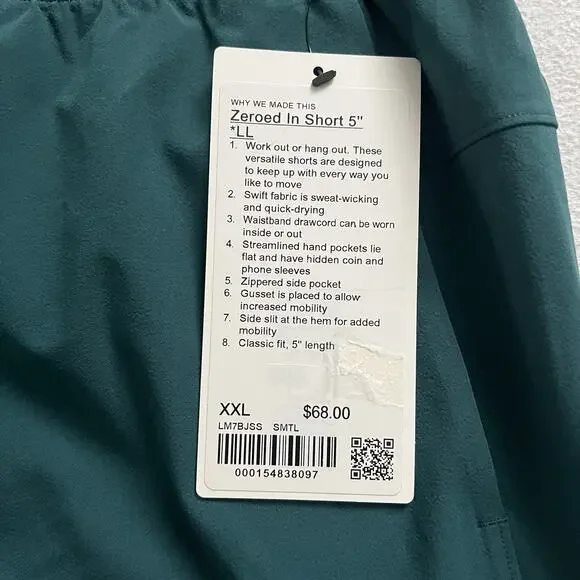 WHY WE MADE THIS
Zeroed In Short 5"
*LL
1. Work out or hang out. These
versatile shorts are designed
to keep up with every way you
like to move
2. Swift fabric is sweat-wicking
and quick-drying
3. Waistband drawcord can be worn
inside or out
4. Streamlined hand pockets lie
flat and have hidden coin and
phone sleeves
5. Zippered side pocket
6. Gusset is placed to allow
increased mobility
7. Side slit at the hem for added
mobility
8. Classic fit, 5" length
XXL $68.00
LM7BJSS SMTL
000154838097